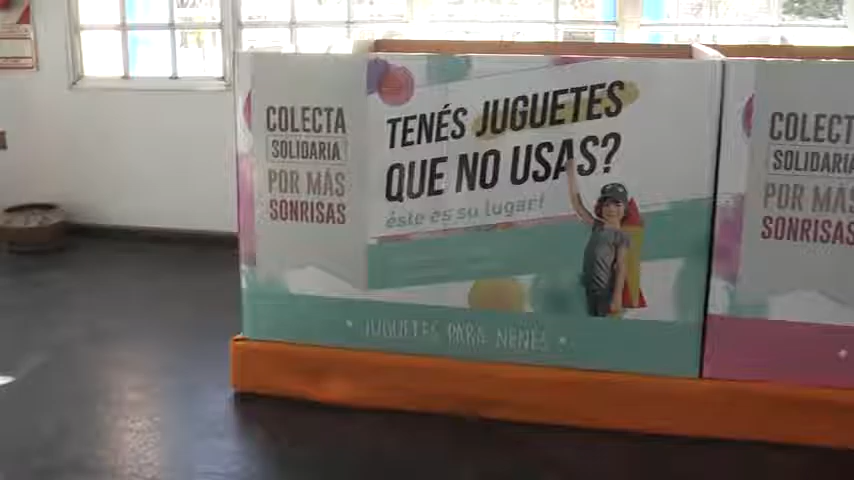 COLECTA
SOLIDARIA
POR MÁS
SONRISAS
TENÉS JUGUETES
QUE NO USAS?
éste es su lugar!
• JUGUETES PARA NENES •
COLECT
SOLIDARIA
POR MÁS
SONRISAS